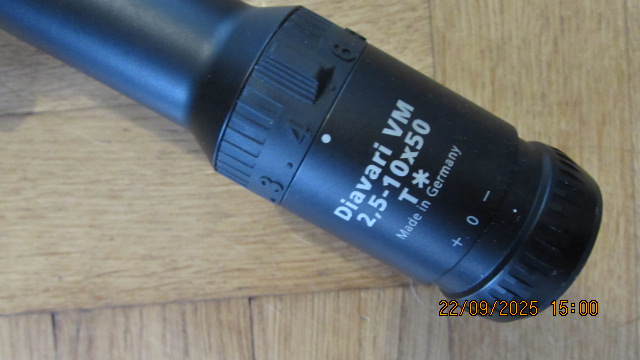 6
4
3
Diavari VM
2,5-10x50
T*
Made in Germany
+ 0 -
22/09/2025 15:00